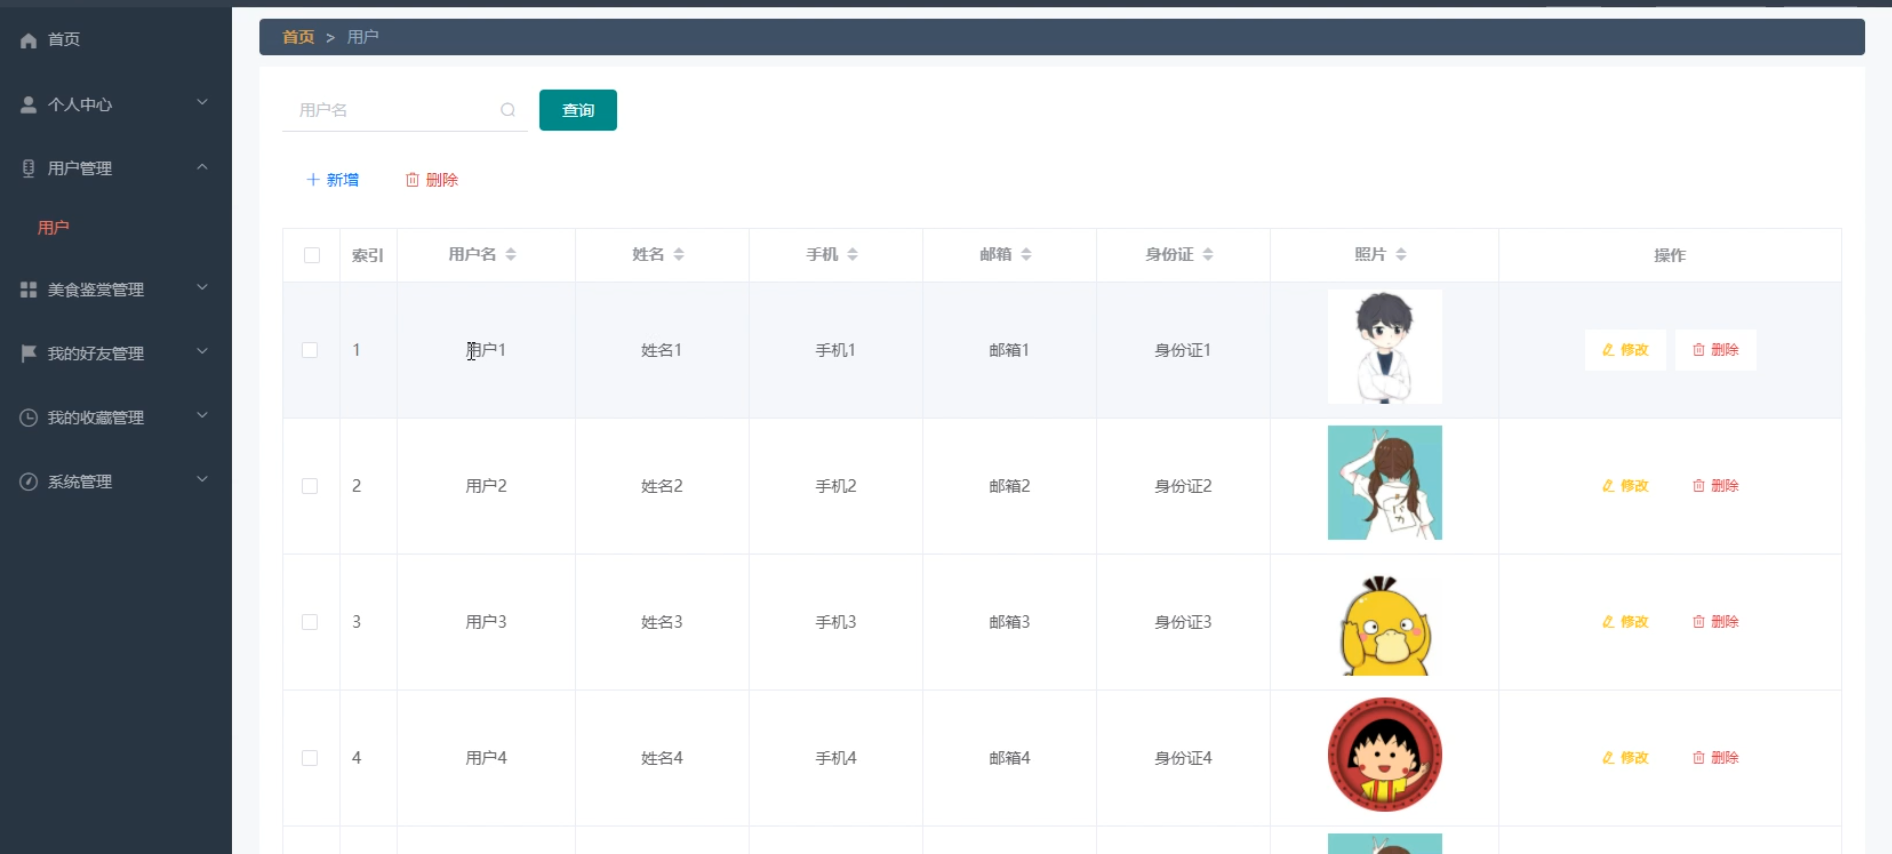 首页
个人中心
用户管理
用户
美食鉴赏管理
我的好友管理
我的收藏管理
系统管理
首页 > 用户
用户名 查询
+ 新增 删除
索引 用户名 姓名 手机 邮箱 身份证 照片 操作
1 用户1 姓名1 手机1 邮箱1 身份证1 修改 删除
2 用户2 姓名2 手机2 邮箱2 身份证2 修改 删除
3 用户3 姓名3 手机3 邮箱3 身份证3 修改 删除
4 用户4 姓名4 手机4 邮箱4 身份证4 修改 删除